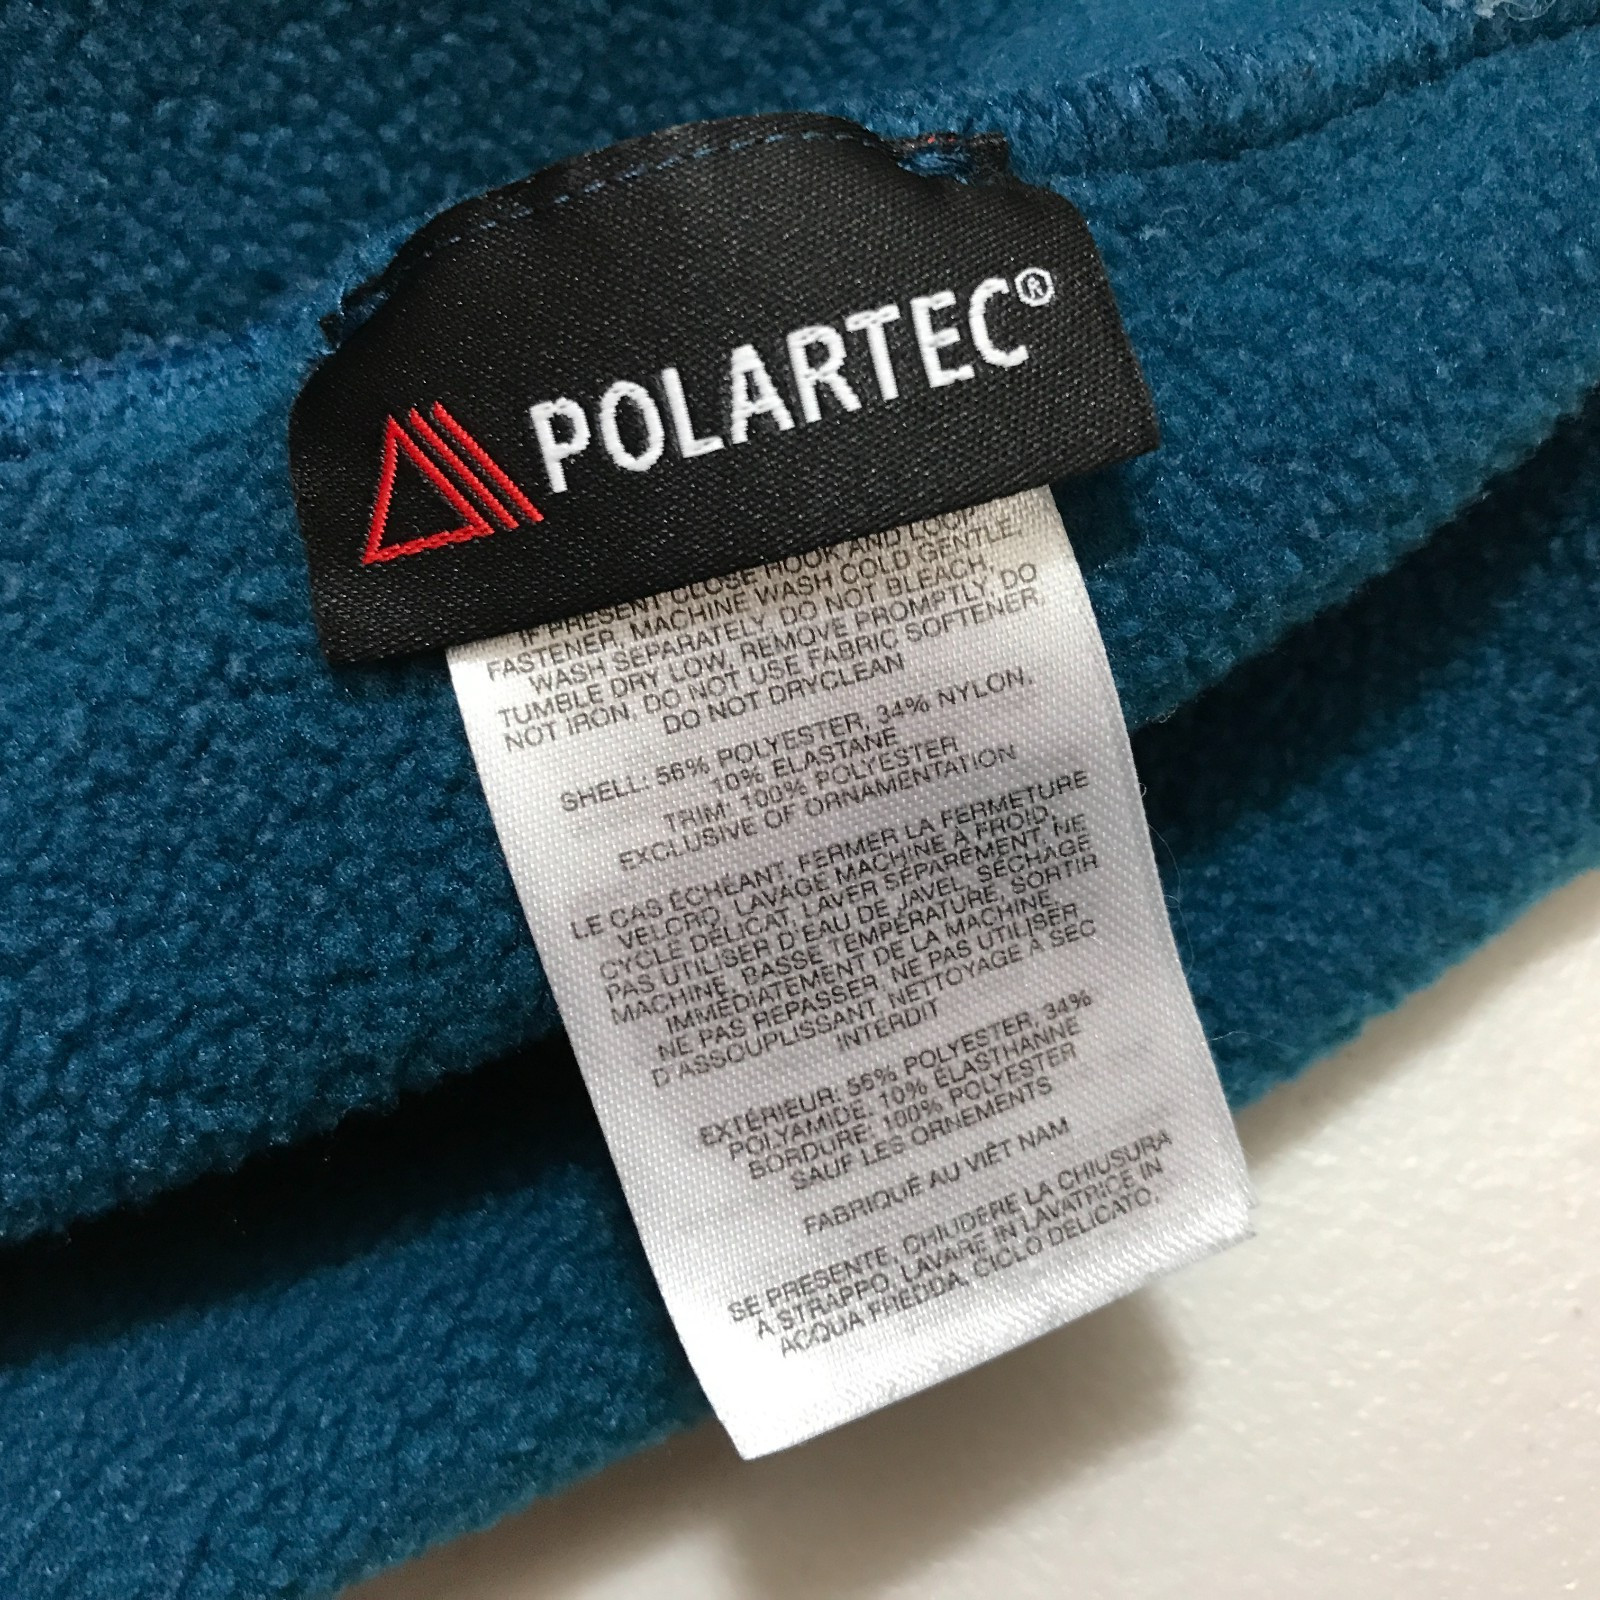 POLARTEC®
IF PRESENT CLOSE HOOK AND LOOP
FASTENER, MACHINE WASH COLD GENTLE,
WASH SEPARATELY, DO NOT BLEACH,
TUMBLE DRY LOW, REMOVE PROMPTLY, DO
NOT IRON, DO NOT USE FABRIC SOFTENER,
DO NOT DRYCLEAN
SHELL: 56% POLYESTER, 34% NYLON,
10% ELASTANE
TRIM: 100% POLYESTER
EXCLUSIVE OF ORNAMENTATION
LE CAS ÉCHÉANT, FERMER LA FERMETURE
VELCRO, LAVAGE MACHINE À FROID,
CYCLE DÉLICAT, LAVER SÉPARÉMENT, NE
PAS UTILISER D'EAU DE JAVEL, SÉCHAGE
MACHINE, BASSE TEMPÉRATURE, SORTIR
IMMÉDIATEMENT DE LA MACHINE,
NE PAS REPASSER, NE PAS UTILISER
D'ASSOUPLISSANT, NETTOYAGE À SEC
INTERDIT
EXTÉRIEUR: 56% POLYESTER, 34%
POLYAMIDE, 10% ÉLASTHANNE
BORDURE: 100% POLYESTER
SAUF LES ORNEMENTS
FABRIQUÉ AU VIÊT NAM
SE PRESENTE, CHIUDERE LA CHIUSURA
A STRAPPO, LAVARE IN LAVATRICE IN
ACQUA FREDDA, CICLO DELICATO,